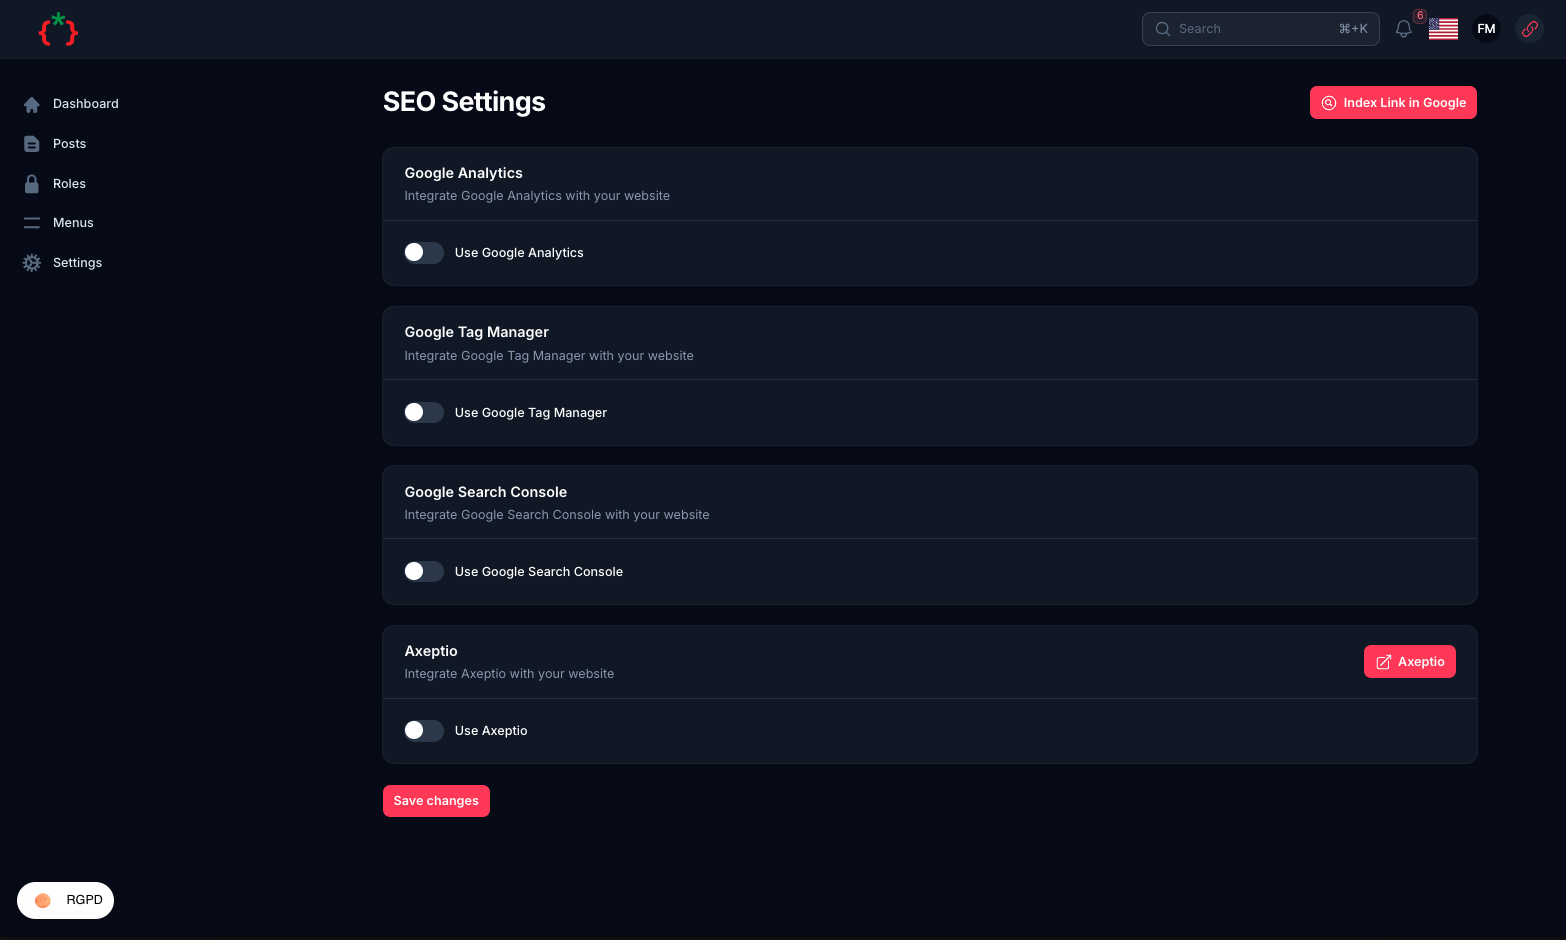 Search ⌘+K 6 FM
Dashboard
Posts
Roles
Menus
Settings
SEO Settings
Index Link in Google
Google Analytics
Integrate Google Analytics with your website
Use Google Analytics
Google Tag Manager
Integrate Google Tag Manager with your website
Use Google Tag Manager
Google Search Console
Integrate Google Search Console with your website
Use Google Search Console
Axeptio
Integrate Axeptio with your website
Axeptio
Use Axeptio
Save changes
RGPD